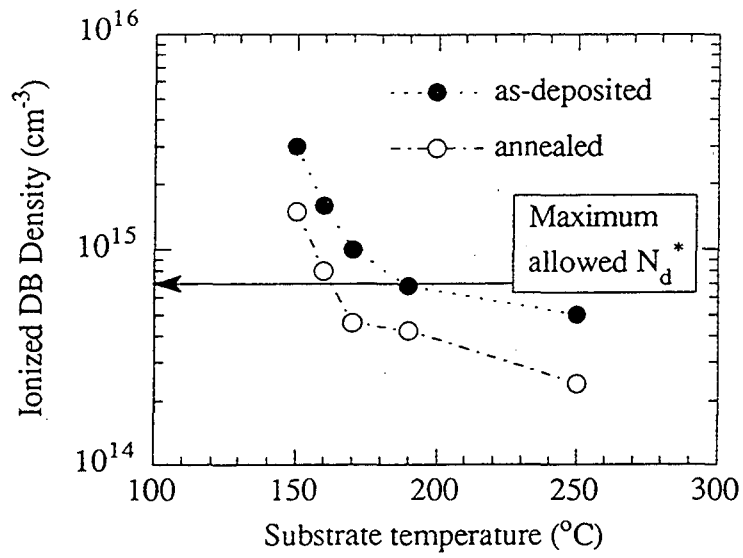 10^16
10^15
10^14
Ionized DB Density (cm^-3)
as-deposited
annealed
Maximum
allowed N_d^*
100
150
200
250
300
Substrate temperature (°C)